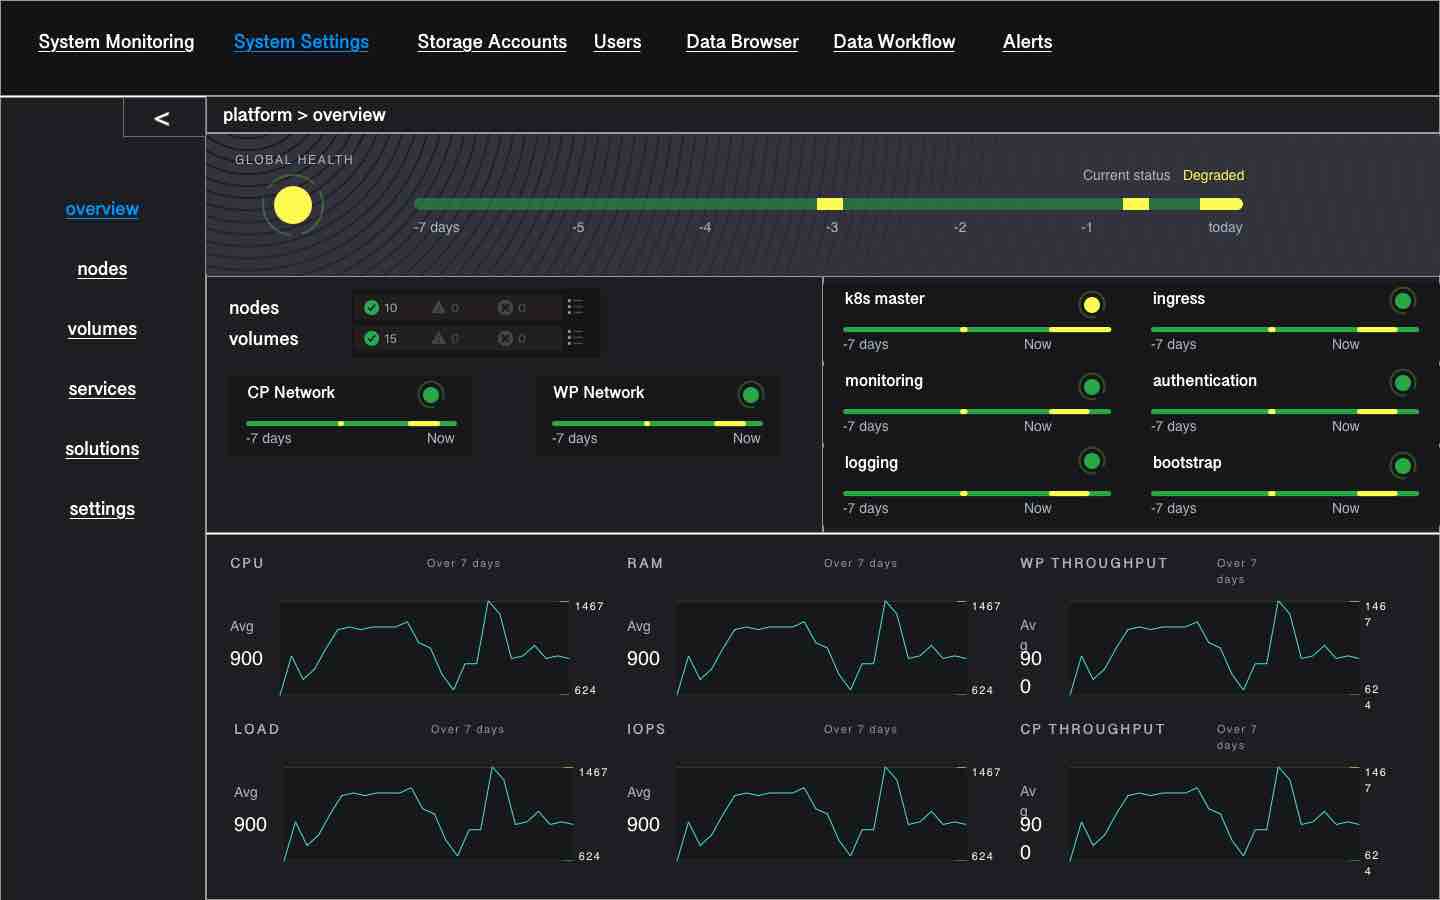 System Monitoring
System Settings
Storage Accounts
Users
Data Browser
Data Workflow
Alerts
<
platform > overview
overview
nodes
volumes
services
solutions
settings
GLOBAL HEALTH
Current status Degraded
-7 days -5 -4 -3 -2 -1 today
nodes 10 0 0
volumes 15 0 0
CP Network
-7 days Now
WP Network
-7 days Now
k8s master
-7 days Now
ingress
-7 days Now
monitoring
-7 days Now
authentication
-7 days Now
logging
-7 days Now
bootstrap
-7 days Now
CPU Over 7 days
1467
Avg
900
624
RAM Over 7 days
1467
Avg
900
624
WP THROUGHPUT Over 7
days
146
7
Av
g
90
0
62
4
LOAD Over 7 days
1467
Avg
900
624
IOPS Over 7 days
1467
Avg
900
624
CP THROUGHPUT Over 7
days
146
7
Av
g
90
0
62
4